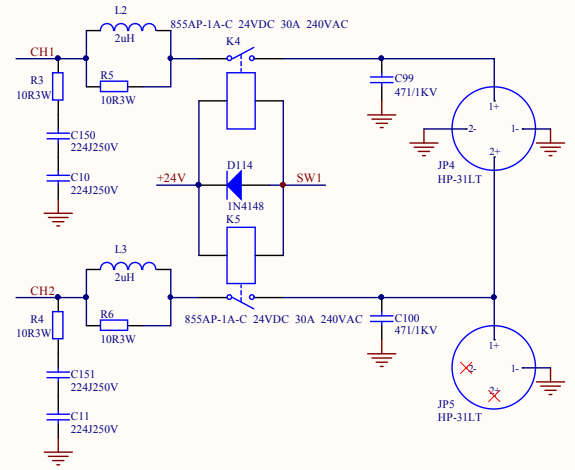 L2
855AP-1A-C 24VDC 30A 240VAC
2uH
K4
CH1
R3
10R3W
R5
10R3W
C99
471/1KV
1+
2-
1-
2+
C150
224J250V
C10
224J250V
JP4
HP-31LT
D114
+24V
SW1
1N4148
K5
L3
2uH
CH2
R4
10R3W
R6
10R3W
855AP-1A-C 24VDC 30A 240VAC
C100
471/1KV
1+
2-
1-
2+
C151
224J250V
C11
224J250V
JP5
HP-31LT